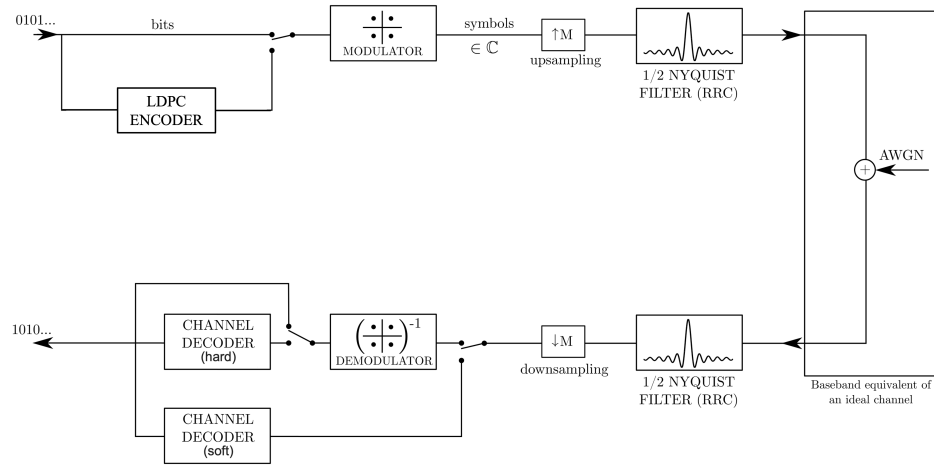 0101...
bits
MODULATOR
symbols
∈ ℂ
↑M
upsampling
1/2 NYQUIST
FILTER (RRC)
LDPC
ENCODER
AWGN
+
1010...
CHANNEL
DECODER
(hard)
( )-1
DEMODULATOR
↓M
downsampling
1/2 NYQUIST
FILTER (RRC)
Baseband equivalent of
an ideal channel
CHANNEL
DECODER
(soft)